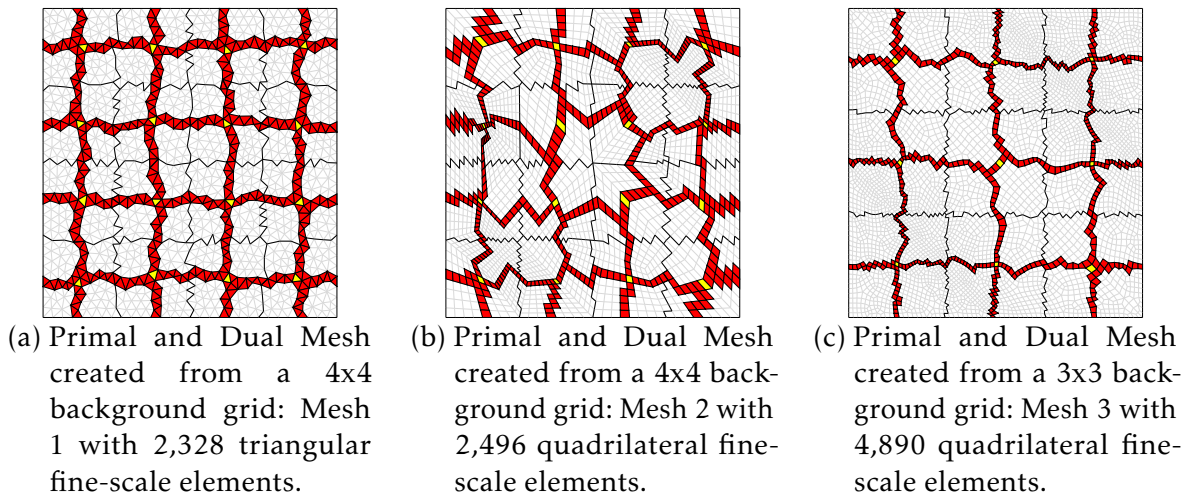 (a) Primal and Dual Mesh
created from a 4x4
background grid: Mesh
1 with 2,328 triangular
fine-scale elements.
(b) Primal and Dual Mesh
created from a 4x4 back-
ground grid: Mesh 2 with
2,496 quadrilateral fine-
scale elements.
(c) Primal and Dual Mesh
created from a 3x3 back-
ground grid: Mesh 3 with
4,890 quadrilateral fine-
scale elements.